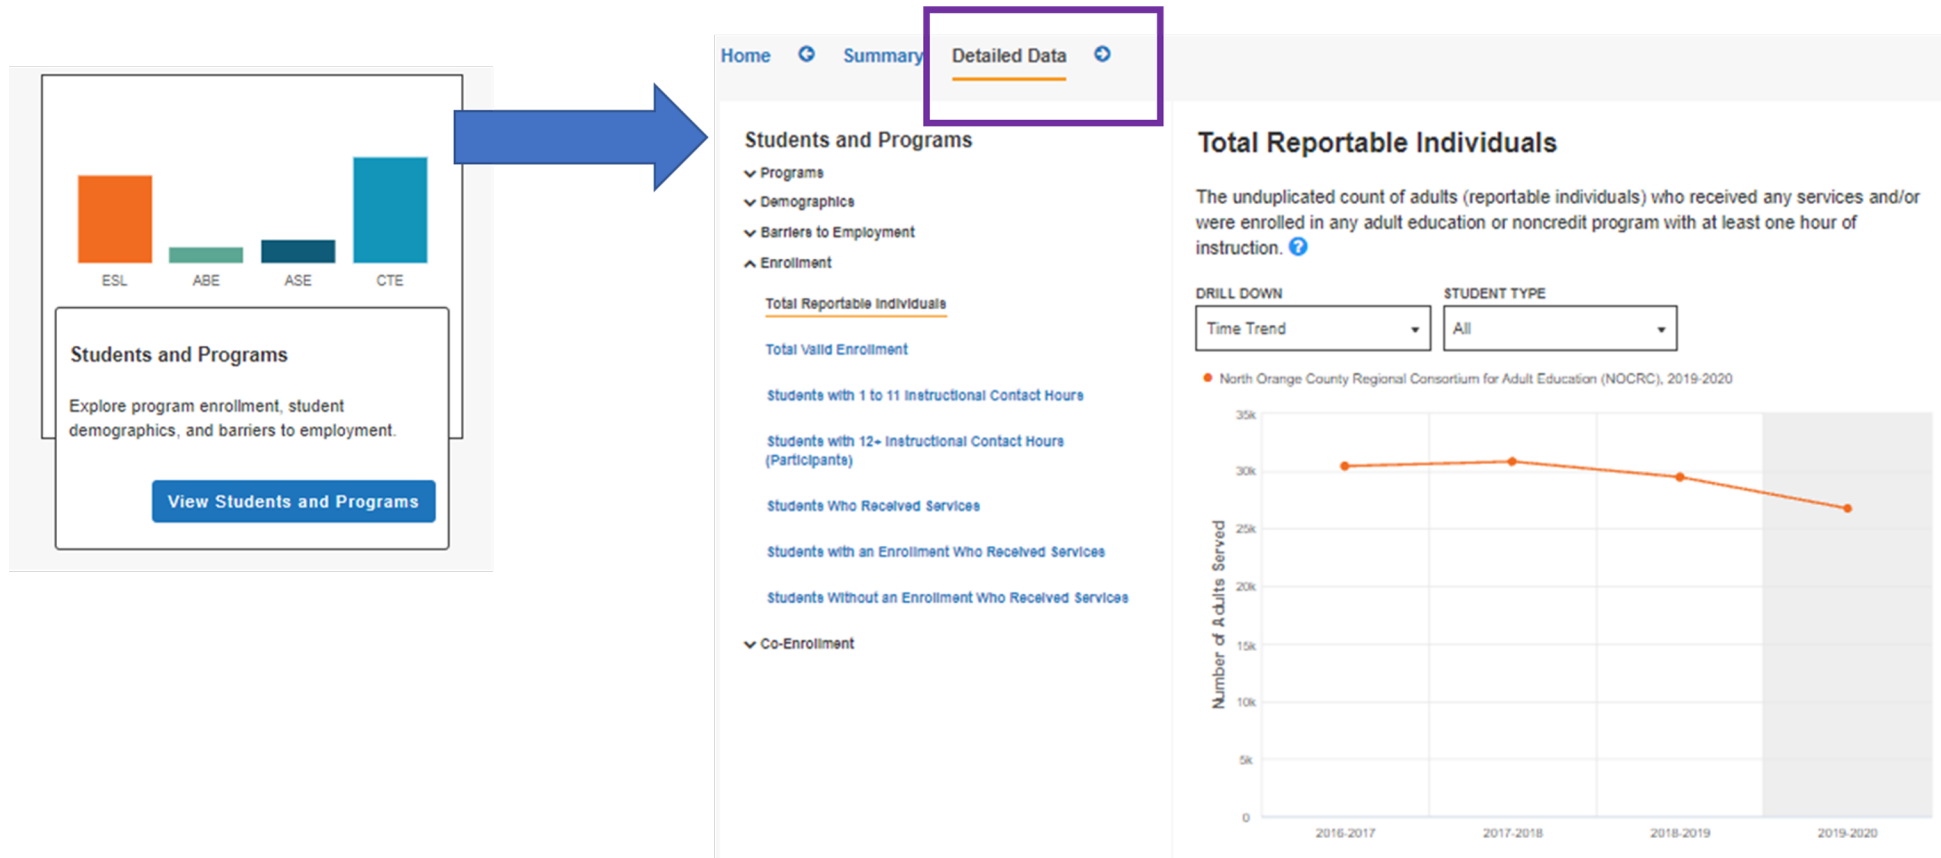 ESL
ABE
ASE
CTE
Students and Programs
Explore program enrollment, student
demographics, and barriers to employment.
View Students and Programs
Home
Summary
Detailed Data
Students and Programs
Programs
Demographics
Barriers to Employment
Enrollment
Total Reportable Individuals
Total Valid Enrollment
Students with 1 to 11 Instructional Contact Hours
Students with 12+ Instructional Contact Hours
(Participants)
Students Who Received Services
Students with an Enrollment Who Received Services
Students Without an Enrollment Who Received Services
Co-Enrollment
Total Reportable Individuals
The unduplicated count of adults (reportable individuals) who received any services and/or
were enrolled in any adult education or noncredit program with at least one hour of
instruction. ?
DRILL DOWN
STUDENT TYPE
Time Trend
All
North Orange County Regional Consortium for Adult Education (NOCRC), 2019-2020
Number of Adults Served
35k
30k
25k
20k
15k
10k
5k
0
2016-2017
2017-2018
2018-2019
2019-2020